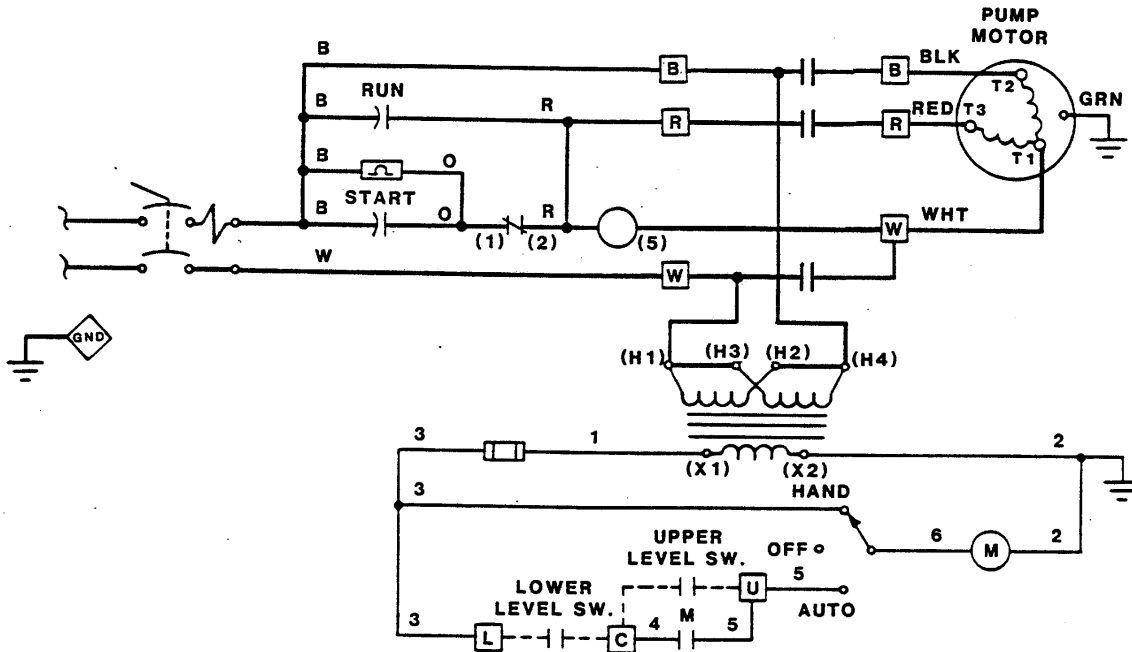 PUMP
MOTOR
B
B
B
BLK
T2
GRN
B
RUN
R
R
R
RED
T3
T1
B
O
START
B
O
(1)
(2)
R
(5)
W
WHT
W
W
GND
(H1)
(H3)
(H2)
(H4)
3
1
(X1)
(X2)
2
3
HAND
6
M
2
OFF
UPPER
LEVEL SW.
U
5
AUTO
LOWER
LEVEL SW.
3
L
C
4
M
5